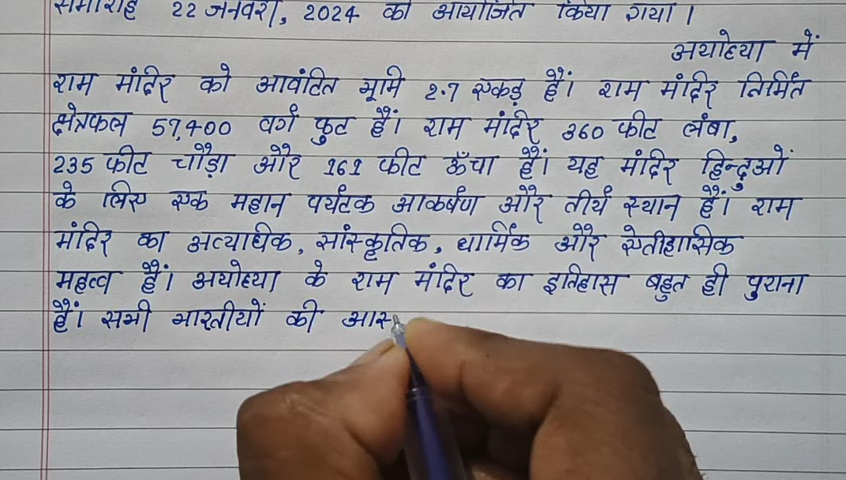 समारोह 22 जनवरी, 2024 को आयोजित किया गया।
अयोध्या में
राम मंदिर को आवंटित भूमि 2.7 एकड़ हैं। राम मंदिर निर्मित
क्षेत्रफल 57,400 वर्ग फुट हैं। राम मंदिर 360 फीट लंबा,
235 फीट चौड़ा और 161 फीट ऊँचा हैं। यह मंदिर हिन्दुओं
के लिए एक महान पर्यटक आकर्षण और तीर्थ स्थान हैं। राम
मंदिर का अत्याधिक, सांस्कृतिक, धार्मिक और ऐतीहासिक
महत्व हैं। अयोध्या के राम मंदिर का इतिहास बहुत ही पुराना
हैं। सभी भारतीयों की आस